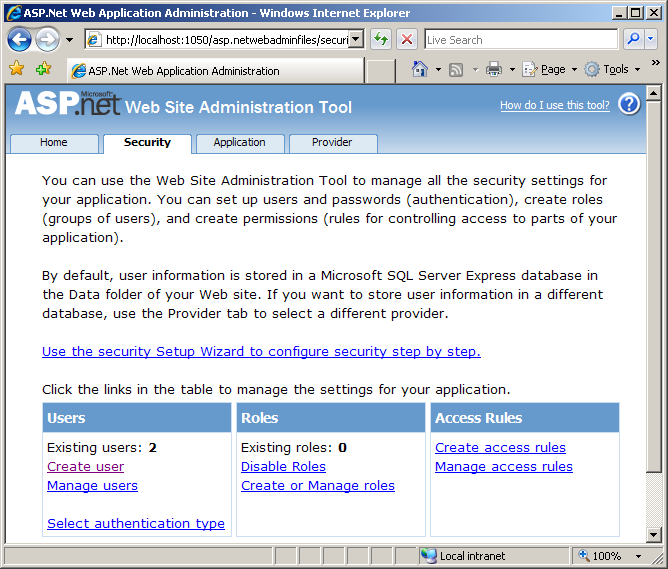 ASP.Net Web Application Administration - Windows Internet Explorer
http://localhost:1050/asp.netwebadminfiles/securi
Live Search
ASP.Net Web Application Administration
Page
Tools
Microsoft
ASP.net Web Site Administration Tool
How do I use this tool?
Home
Security
Application
Provider
You can use the Web Site Administration Tool to manage all the security settings for
your application. You can set up users and passwords (authentication), create roles
(groups of users), and create permissions (rules for controlling access to parts of your
application).
By default, user information is stored in a Microsoft SQL Server Express database in
the Data folder of your Web site. If you want to store user information in a different
database, use the Provider tab to select a different provider.
Use the security Setup Wizard to configure security step by step.
Click the links in the table to manage the settings for your application.
Users
Existing users: 2
Create user
Manage users
Select authentication type
Roles
Existing roles: 0
Disable Roles
Create or Manage roles
Access Rules
Create access rules
Manage access rules
Local intranet
100%